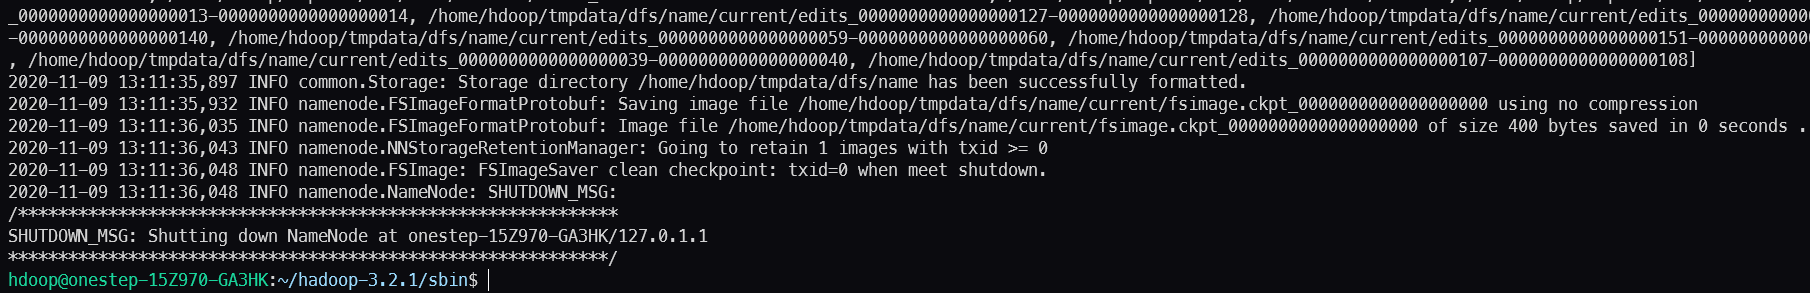 _0000000000000000013-0000000000000000014, /home/hdoop/tmpdata/dfs/name/current/edits_0000000000000000127-0000000000000000128, /home/hdoop/tmpdata/dfs/name/current/edits_000000000000
-0000000000000000140, /home/hdoop/tmpdata/dfs/name/current/edits_0000000000000000059-0000000000000000060, /home/hdoop/tmpdata/dfs/name/current/edits_0000000000000000151-000000000000
, /home/hdoop/tmpdata/dfs/name/current/edits_0000000000000000039-0000000000000000040, /home/hdoop/tmpdata/dfs/name/current/edits_0000000000000000107-0000000000000000108]
2020-11-09 13:11:35,897 INFO common.Storage: Storage directory /home/hdoop/tmpdata/dfs/name has been successfully formatted.
2020-11-09 13:11:35,932 INFO namenode.FSImageFormatProtobuf: Saving image file /home/hdoop/tmpdata/dfs/name/current/fsimage.ckpt_0000000000000000000 using no compression
2020-11-09 13:11:36,035 INFO namenode.FSImageFormatProtobuf: Image file /home/hdoop/tmpdata/dfs/name/current/fsimage.ckpt_0000000000000000000 of size 400 bytes saved in 0 seconds .
2020-11-09 13:11:36,043 INFO namenode.NNStorageRetentionManager: Going to retain 1 images with txid >= 0
2020-11-09 13:11:36,048 INFO namenode.FSImage: FSImageSaver clean checkpoint: txid=0 when meet shutdown.
2020-11-09 13:11:36,048 INFO namenode.NameNode: SHUTDOWN_MSG:
/************************************************************
SHUTDOWN_MSG: Shutting down NameNode at onestep-15Z970-GA3HK/127.0.1.1
************************************************************/
hdoop@onestep-15Z970-GA3HK:~/hadoop-3.2.1/sbin$